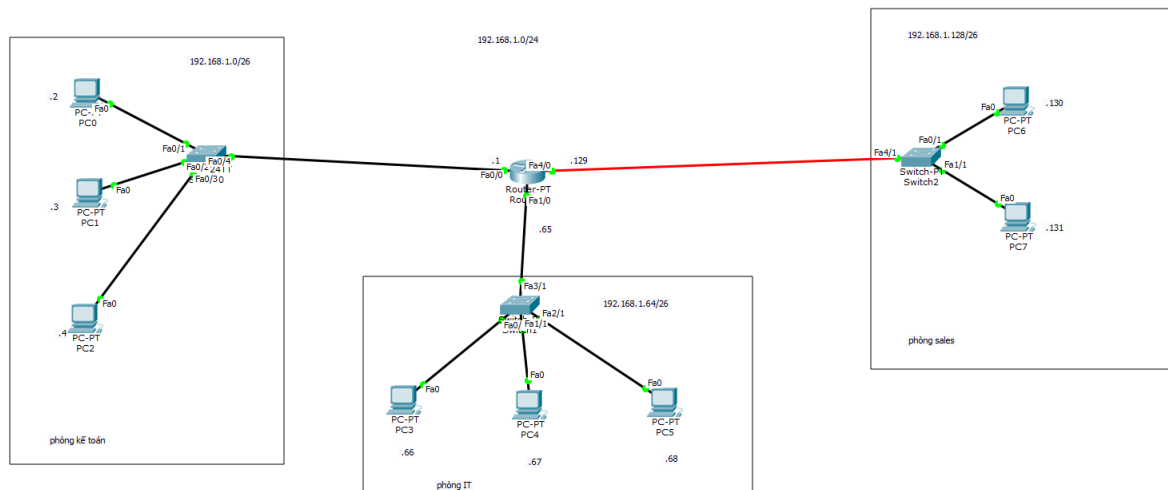 192.168.1.0/26
.2
Fa0
PC0
Fa0/1
Fa0/4
Fa0/3
Fa0
.3
PC-PT
PC1
Fa0
.4
PC-PT
PC2
phòng kế toán
192.168.1.0/24
.1
Fa0/0
Fa4/0
.129
Router-PT
Fa1/0
.65
Fa3/1
192.168.1.64/26
Fa2/1
Fa1/1
Fa0
PC-PT
PC3
.66
Fa0
PC-PT
PC4
.67
Fa0
PC-PT
PC5
.68
phòng IT
192.168.1.128/26
Fa0
.130
PC-PT
PC6
Fa0/1
Fa4/1
Fa1/1
Switch2
Fa0
.131
PC-PT
PC7
phòng sales